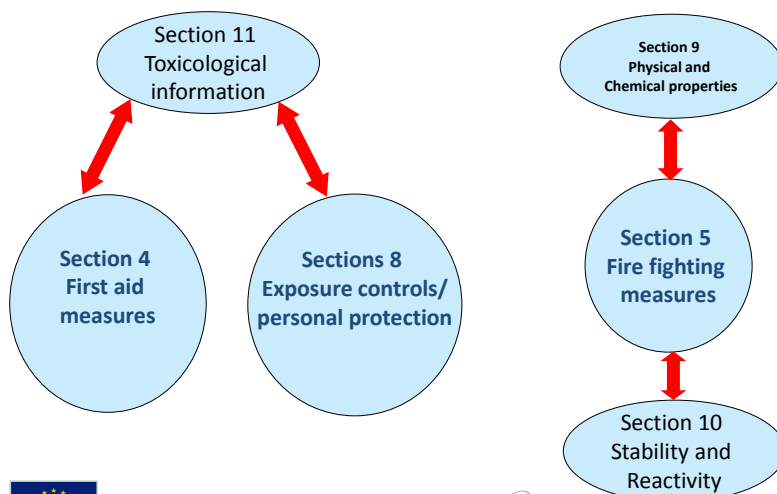 Section 11
Toxicological
information
Section 4
First aid
measures
Sections 8
Exposure controls/
personal protection
Section 9
Physical and
Chemical properties
Section 5
Fire fighting
measures
Section 10
Stability and
Reactivity